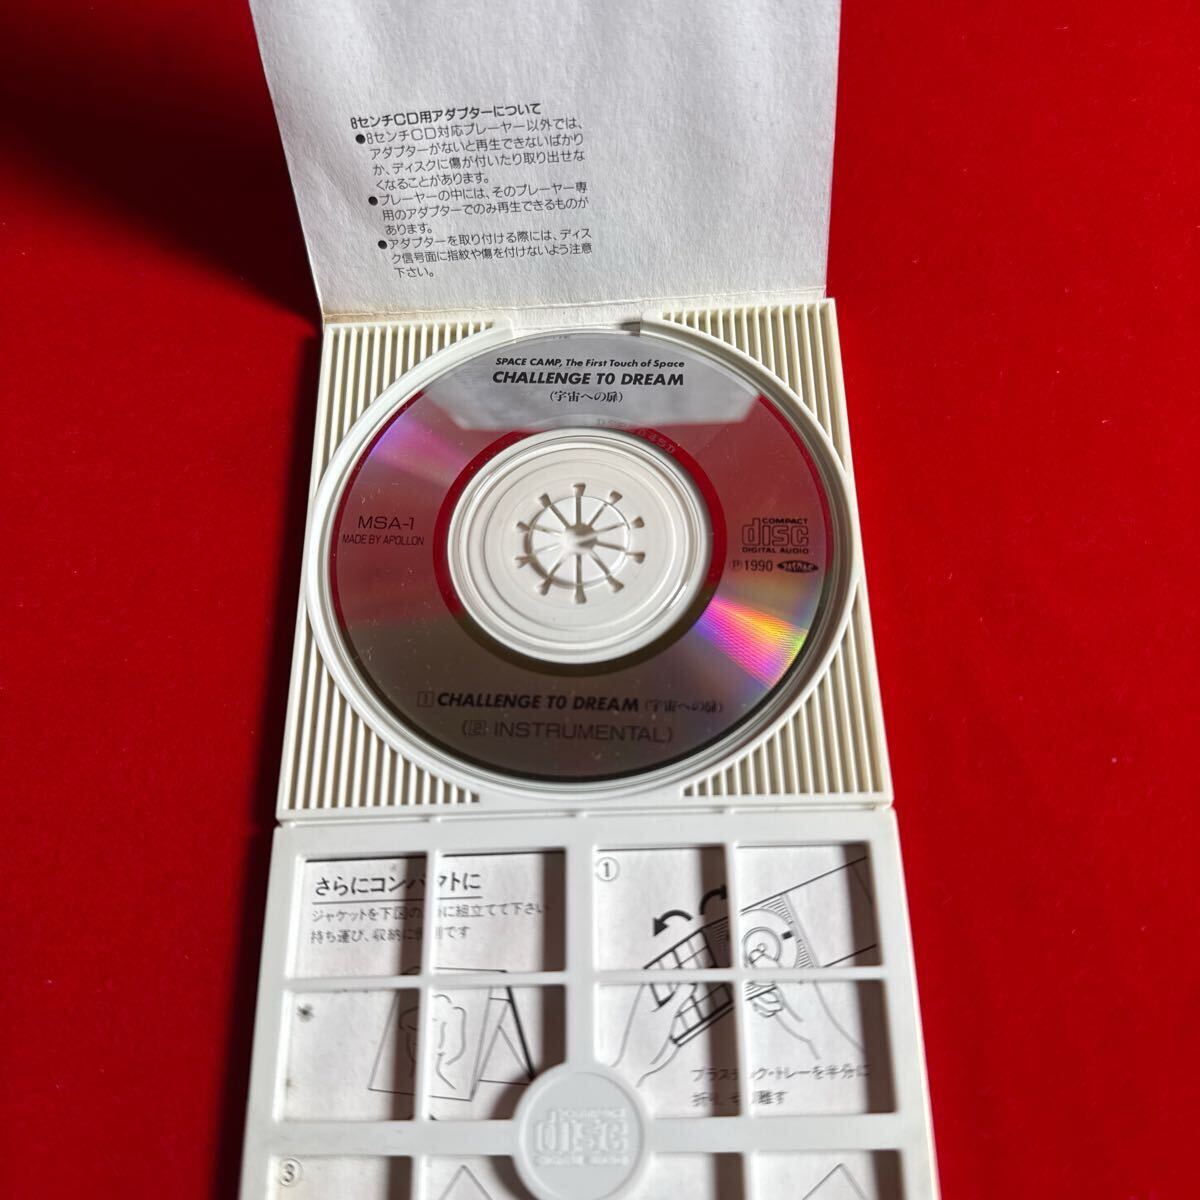 8センチCD用アダプターについて
●8センチCD対応プレーヤー以外では、
アダプターがないと再生できないばかり
か、ディスクに傷が付いたり取り出せな
くなることがあります。
●プレーヤーの中には、そのプレーヤー専
用のアダプターでのみ再生できるものが
あります。
●アダプターを取り付ける際には、ディス
ク信号面に指紋や傷を付けないよう注意
下さい。
SPACE CAMP, The First Touch of Space
CHALLENGE TO DREAM
(宇宙への扉)
MSA-1
MADE BY APOLLON
COMPACT
disc
DIGITAL AUDIO
℗1990
1 CHALLENGE TO DREAM (宇宙への扉)
(2 INSTRUMENTAL)
さらにコンパクトに
ジャケットを下図の に組立てて下さい
持ち運び、収納に です
①
プラスチック・トレーを半分に
折り、 離す
COMPACT
disc
DIGITAL AUDIO
③